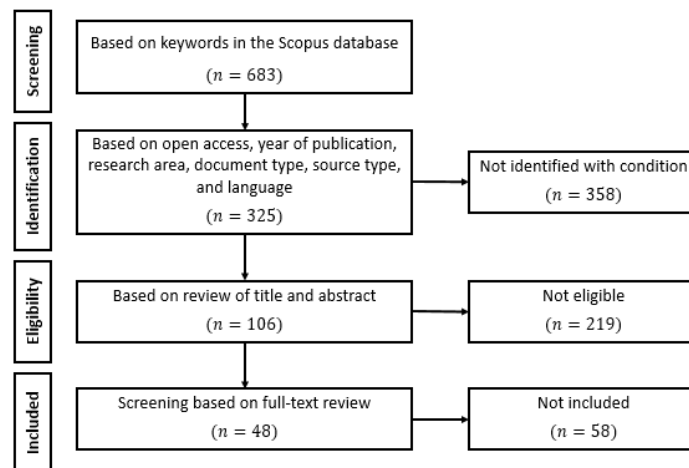 Screening
Based on keywords in the Scopus database
(n = 683)
Identification
Based on open access, year of publication,
research area, document type, source type,
and language
(n = 325)
Not identified with condition
(n = 358)
Eligibility
Based on review of title and abstract
(n = 106)
Not eligible
(n = 219)
Included
Screening based on full-text review
(n = 48)
Not included
(n = 58)